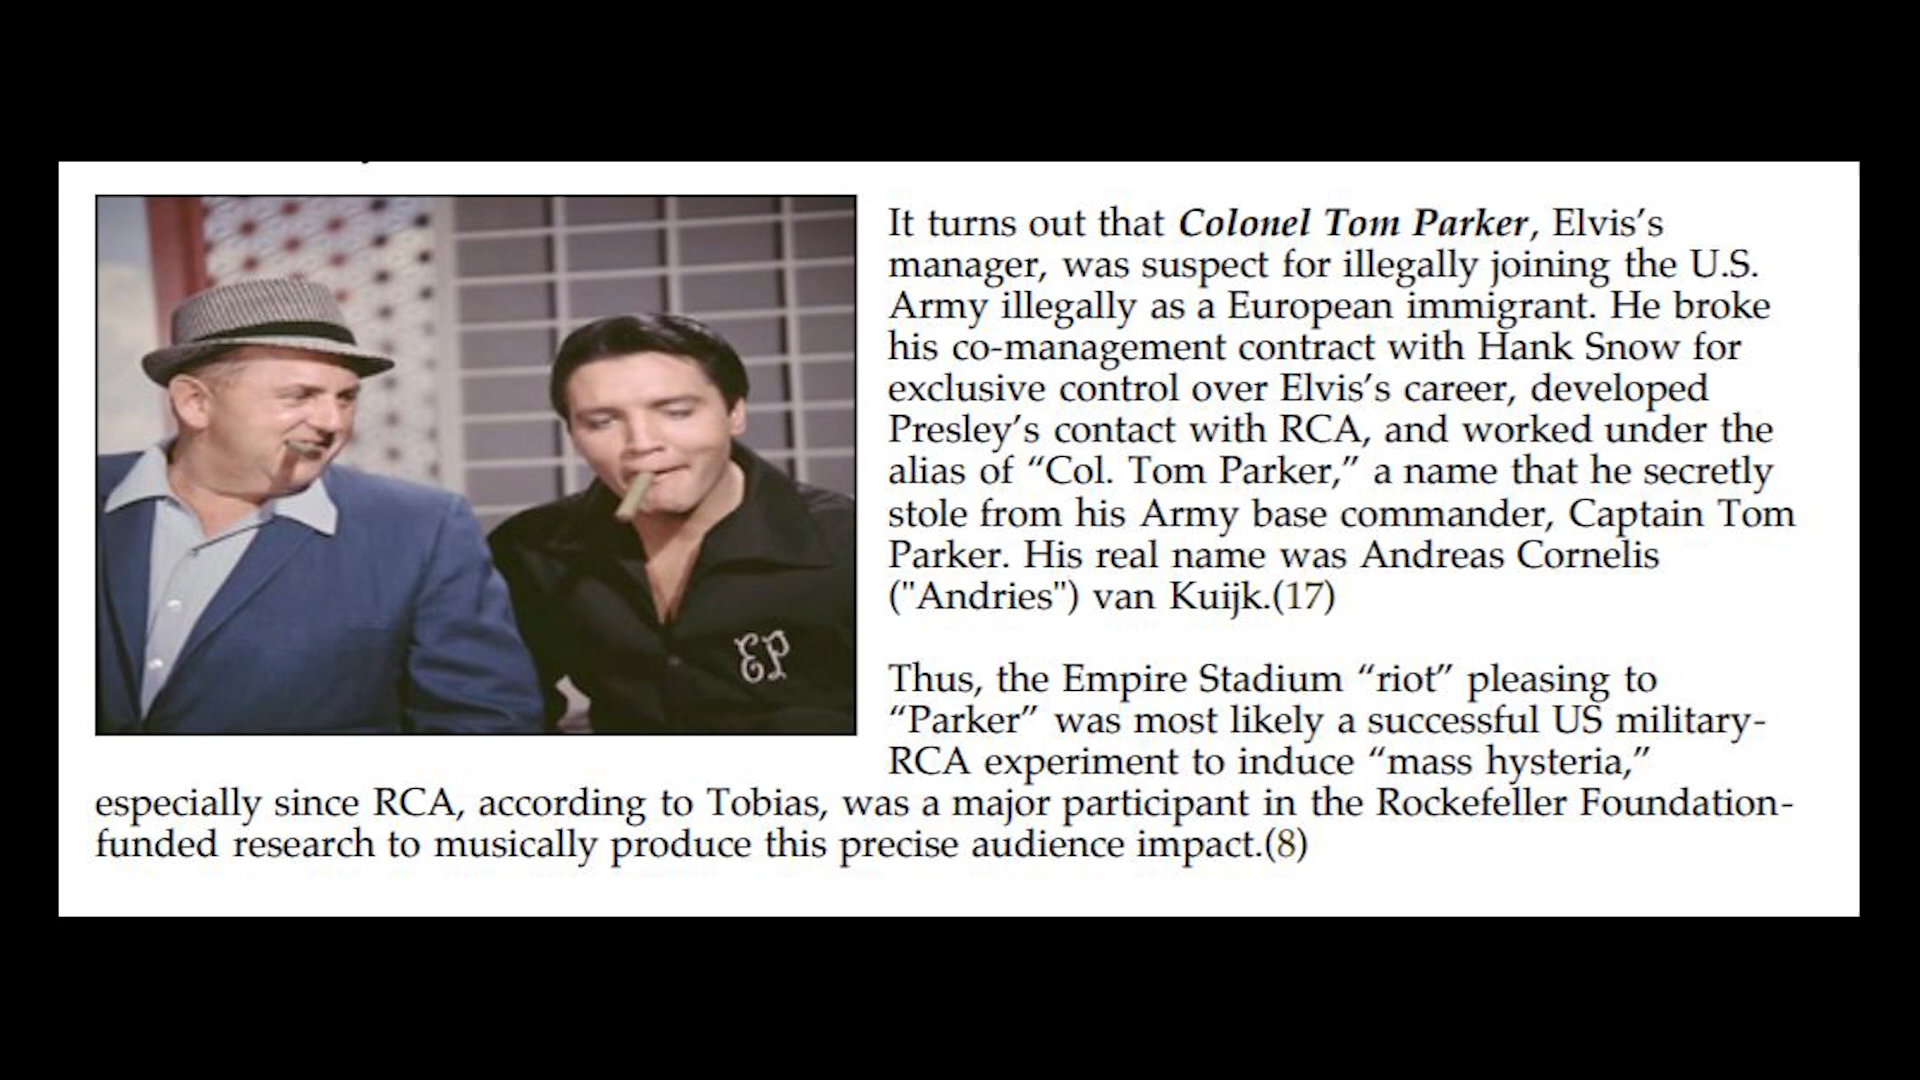 It turns out that Colonel Tom Parker, Elvis’s
manager, was suspect for illegally joining the U.S.
Army illegally as a European immigrant. He broke
his co-management contract with Hank Snow for
exclusive control over Elvis’s career, developed
Presley’s contact with RCA, and worked under the
alias of “Col. Tom Parker,” a name that he secretly
stole from his Army base commander, Captain Tom
Parker. His real name was Andreas Cornelis
("Andries") van Kuijk.(17)
Thus, the Empire Stadium “riot” pleasing to
“Parker” was most likely a successful US military-
RCA experiment to induce “mass hysteria,”
especially since RCA, according to Tobias, was a major participant in the Rockefeller Foundation-
funded research to musically produce this precise audience impact.(8)
EP